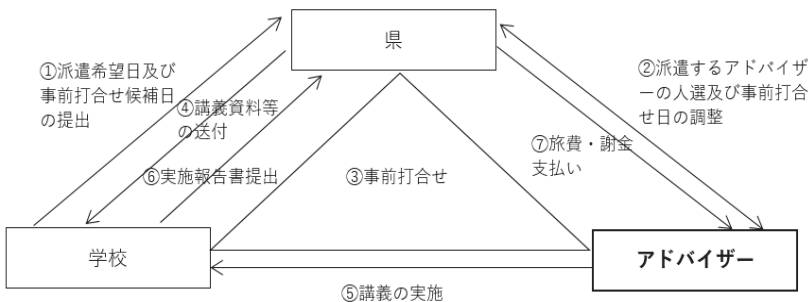 県
①派遣希望日及び
事前打合せ候補日
の提出
②派遣するアドバイザ
ーの人選及び事前打合
せ日の調整
④講義資料等
の送付
⑦旅費・謝金
支払い
⑥実施報告書提出
③事前打合せ
学校
アドバイザー
⑤講義の実施